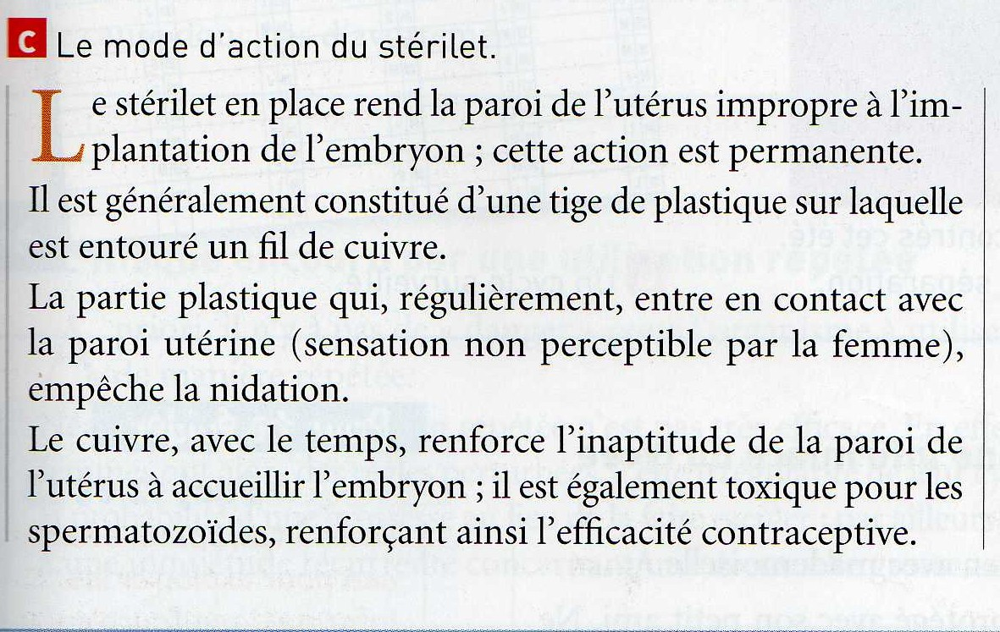 C Le mode d'action du stérilet.
Le stérilet en place rend la paroi de l'utérus impropre à l'im-
plantation de l'embryon ; cette action est permanente.
Il est généralement constitué d'une tige de plastique sur laquelle
est entouré un fil de cuivre.
La partie plastique qui, régulièrement, entre en contact avec
la paroi utérine (sensation non perceptible par la femme),
empêche la nidation.
Le cuivre, avec le temps, renforce l'inaptitude de la paroi de
l'utérus à accueillir l'embryon ; il est également toxique pour les
spermatozoïdes, renforçant ainsi l'efficacité contraceptive.